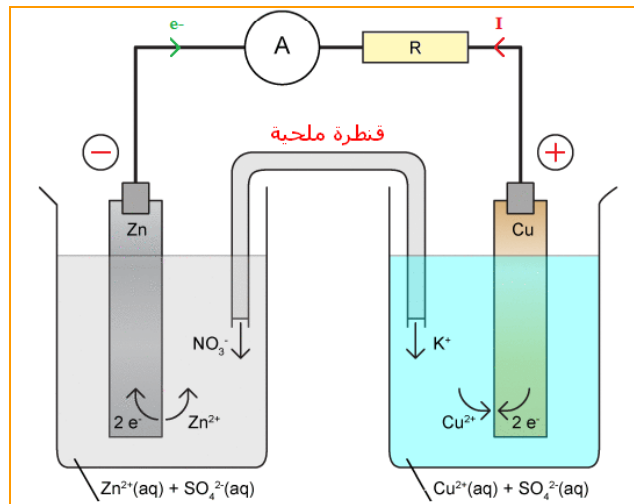 e-
I
A
R
قنطرة ملحية
−
+
Zn
Cu
NO₃⁻
K⁺
2 e⁻
Zn²⁺
Cu²⁺
2 e⁻
Zn²⁺(aq) + SO₄²⁻(aq)
Cu²⁺(aq) + SO₄²⁻(aq)